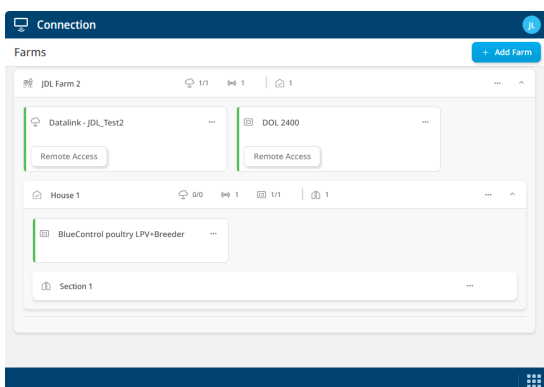 Connection
JL
Farms
+ Add Farm
JDL Farm 2 1/1 1 1 ...
Datalink - JDL_Test2 ...
DOL 2400 ...
Remote Access
Remote Access
House 1 0/0 1 1/1 1 ...
BlueControl poultry LPV+Breeder ...
Section 1 ...